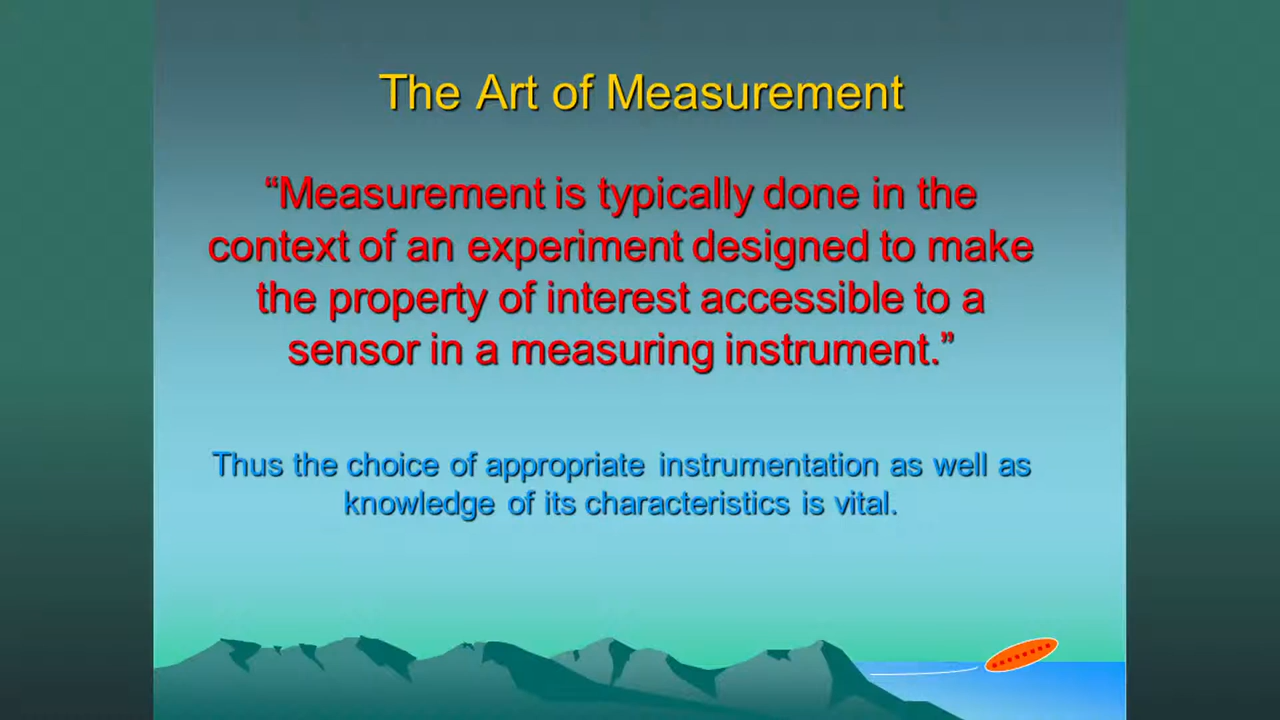 The Art of Measurement
“Measurement is typically done in the
context of an experiment designed to make
the property of interest accessible to a
sensor in a measuring instrument.”
Thus the choice of appropriate instrumentation as well as
knowledge of its characteristics is vital.